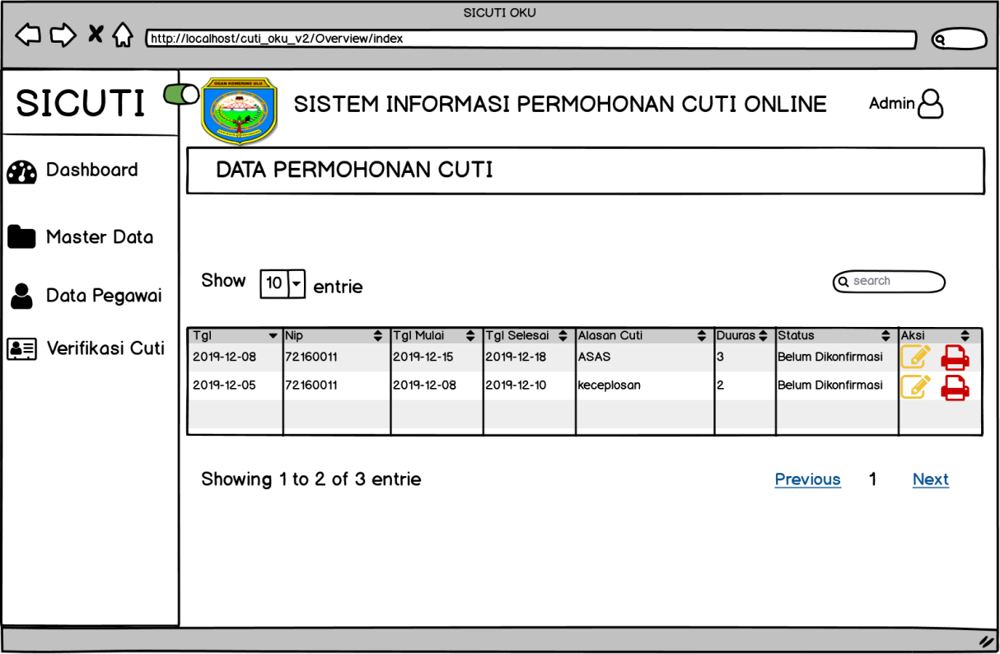 SICUTI OKU
http://localhost/cuti_oku_v2/Overview/index
SICUTI
OGAN KOMERING ULU
SISTEM INFORMASI PERMOHONAN CUTI ONLINE
Admin
Dashboard
Master Data
Data Pegawai
Verifikasi Cuti
DATA PERMOHONAN CUTI
Show 10 entrie
search
Tgl Nip Tgl Mulai Tgl Selesai Alasan Cuti Duuras Status Aksi
2019-12-08 72160011 2019-12-15 2019-12-18 ASAS 3 Belum Dikonfirmasi
2019-12-05 72160011 2019-12-08 2019-12-10 keceplosan 2 Belum Dikonfirmasi
Showing 1 to 2 of 3 entrie
Previous 1 Next